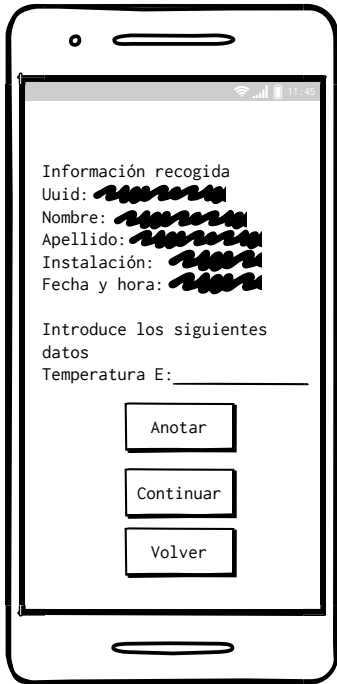 11:45
Información recogida
Uuid:
Nombre:
Apellido:
Instalación:
Fecha y hora:
Introduce los siguientes
datos
Temperatura E:
Anotar
Continuar
Volver